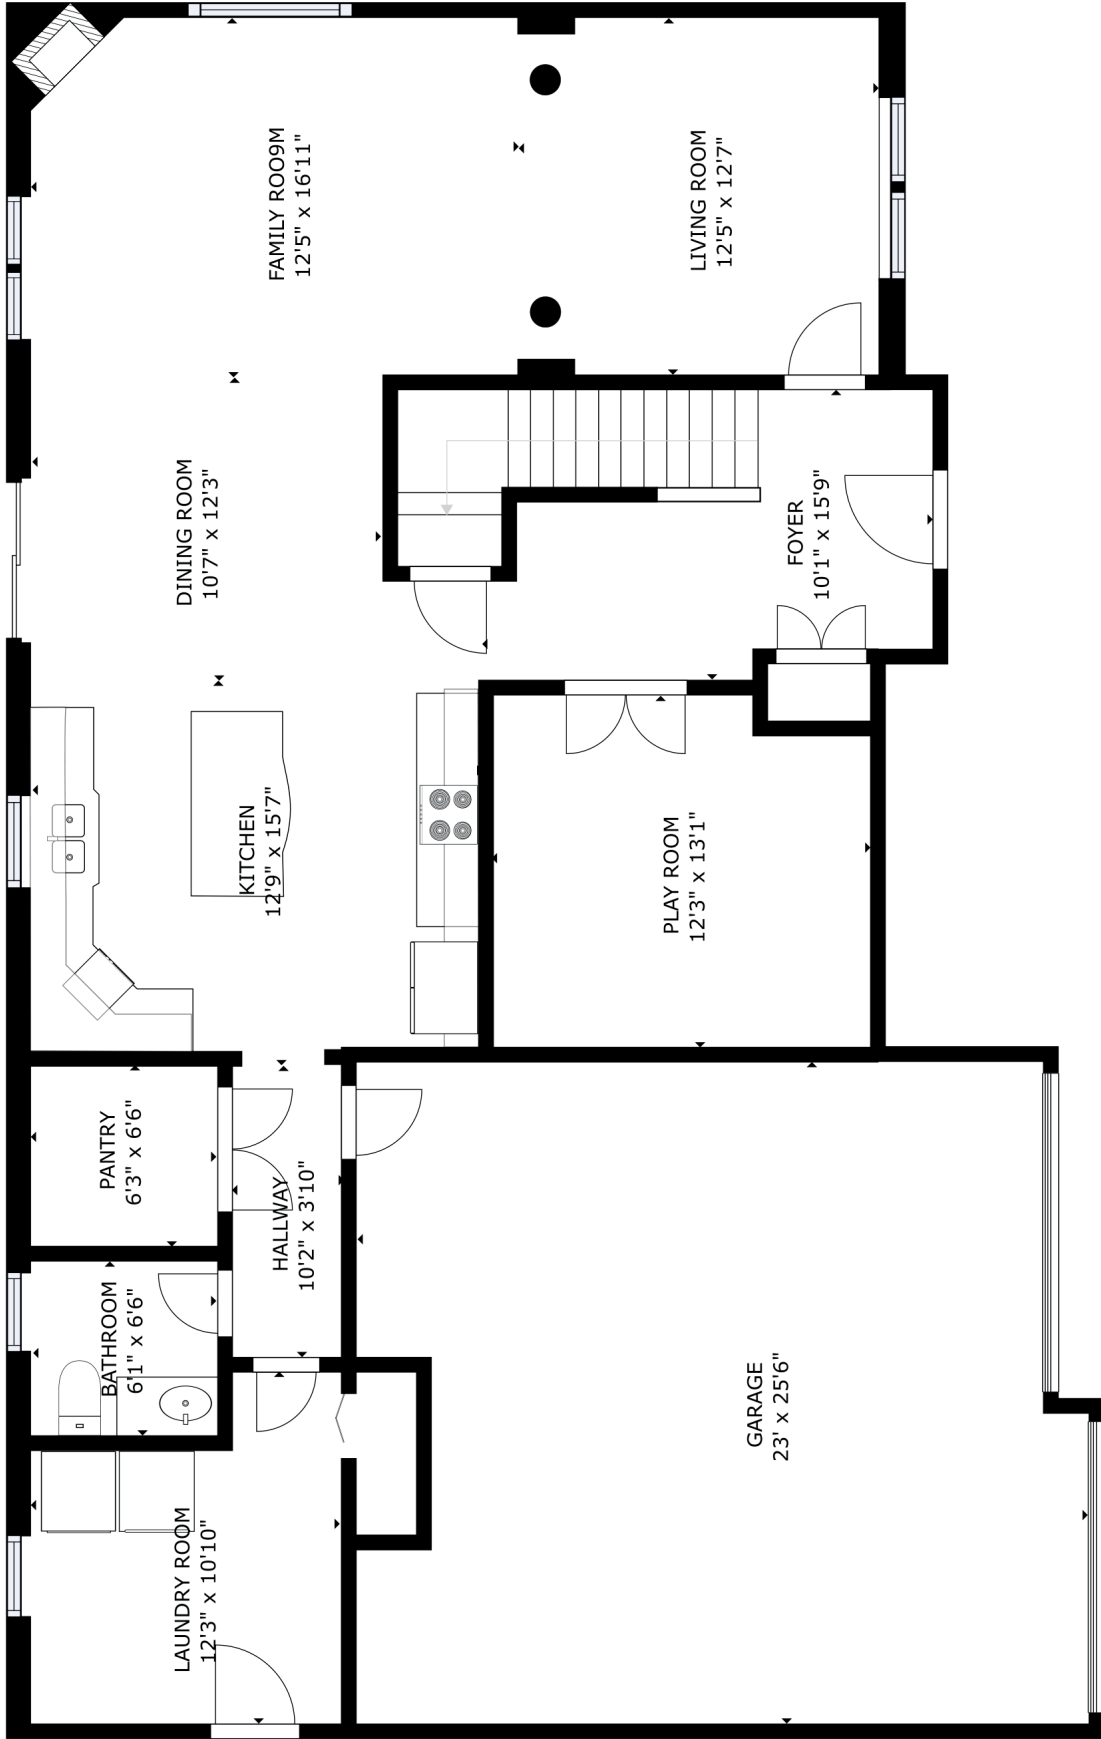 FAMILY ROO9M
12'5" x 16'11"
LIVING ROOM
12'5" x 12'7"
DINING ROOM
10'7" x 12'3"
FOYER
10'1" x 15'9"
KITCHEN
12'9" x 15'7"
PLAY ROOM
12'3" x 13'1"
PANTRY
6'3" x 6'6"
HALLWAY
10'2" x 3'10"
BATHROOM
6'1" x 6'6"
GARAGE
23' x 25'6"
LAUNDRY ROOM
12'3" x 10'10"